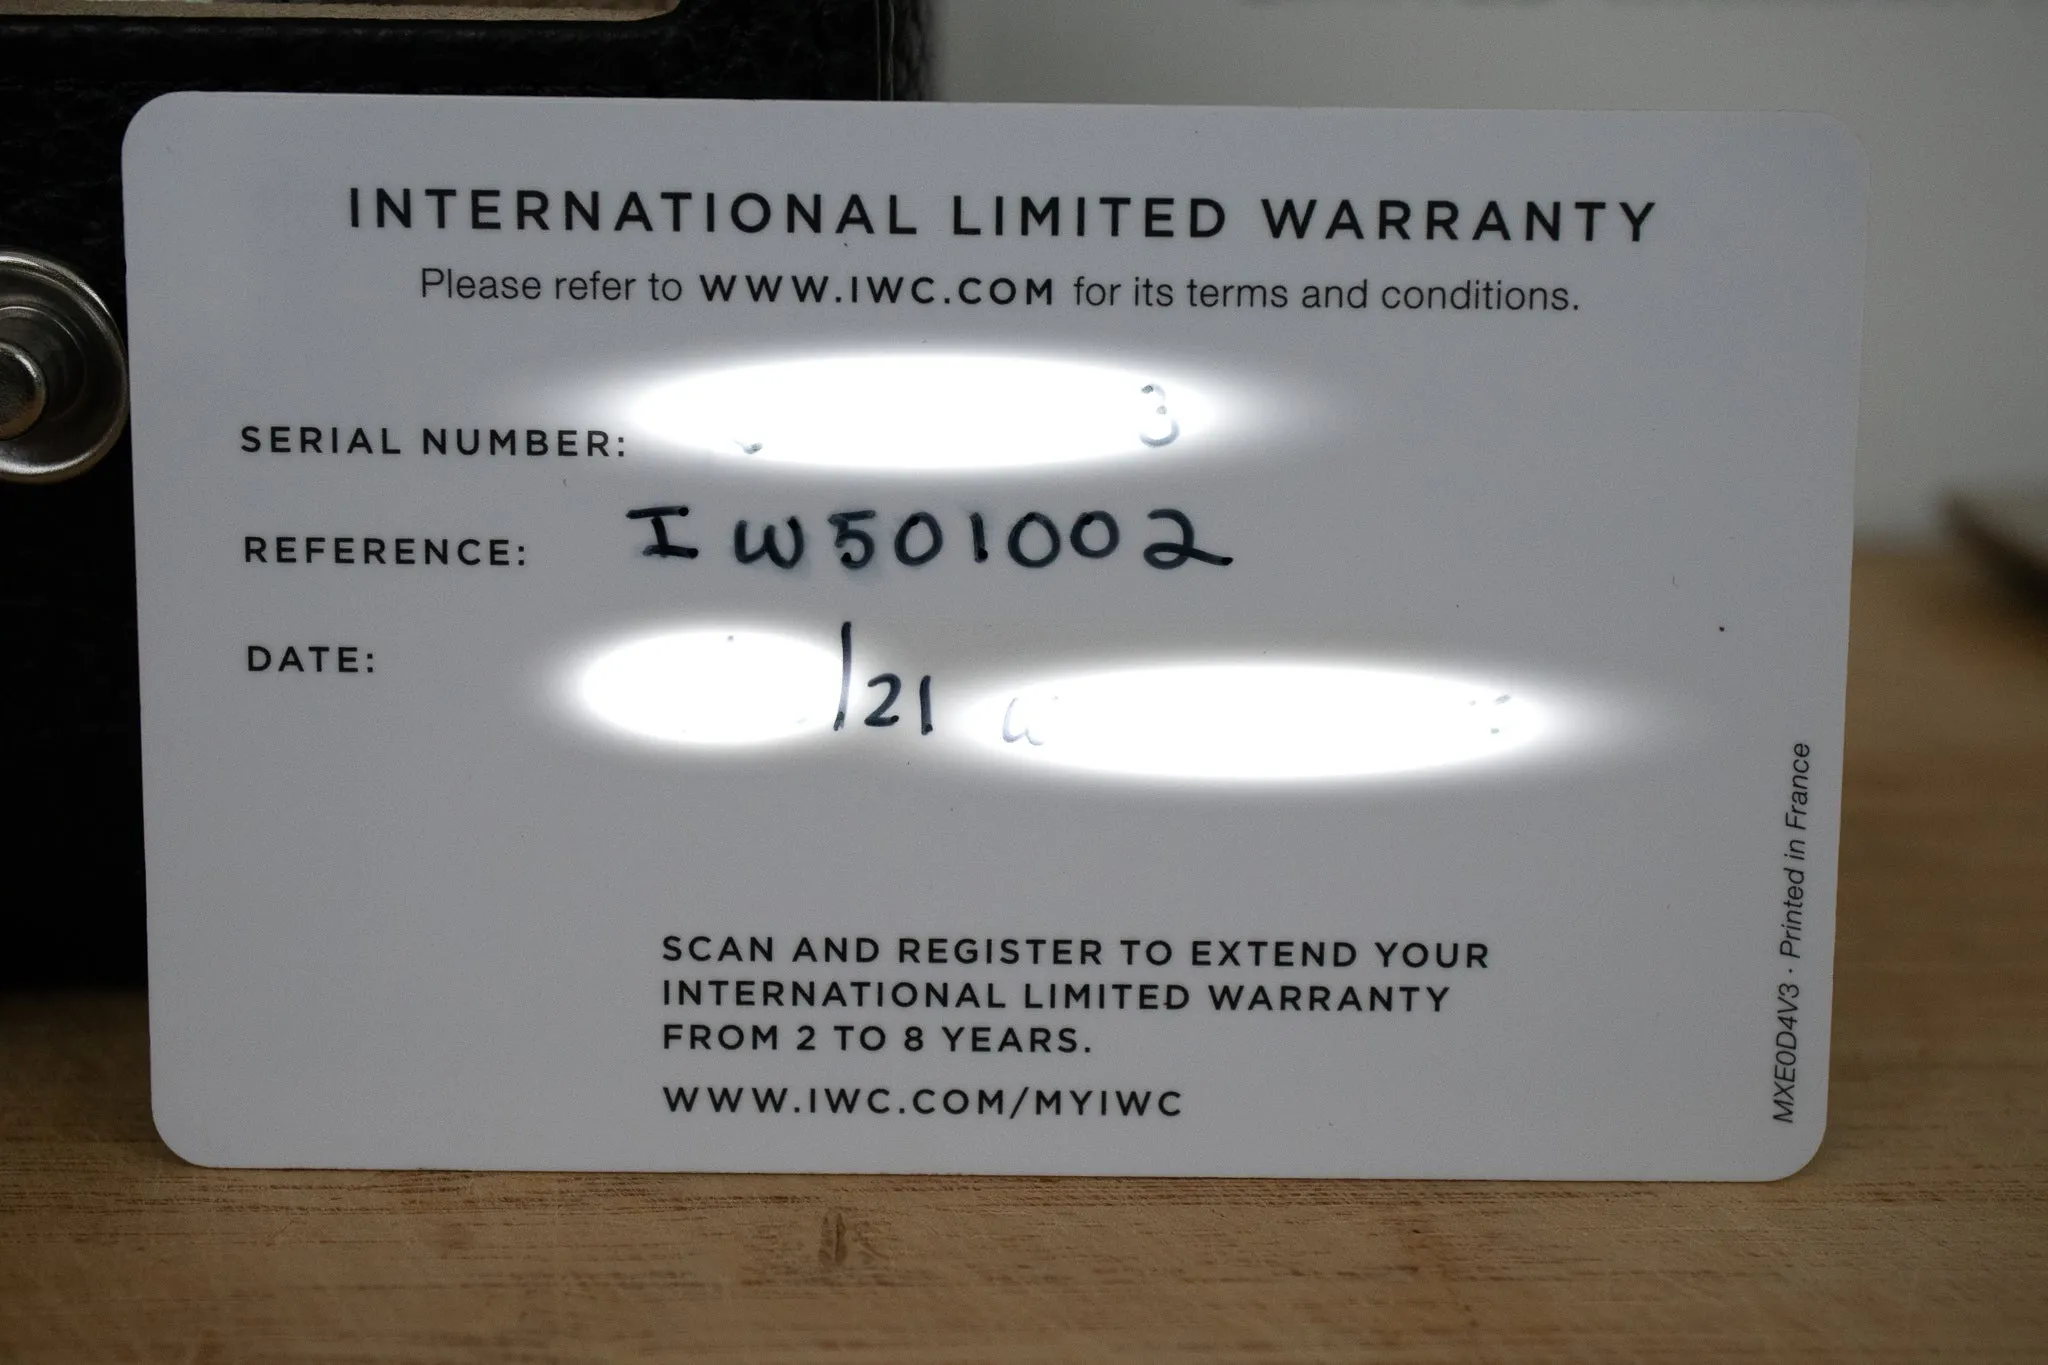 INTERNATIONAL LIMITED WARRANTY
Please refer to WWW.IWC.COM for its terms and conditions.
SERIAL NUMBER: 3
REFERENCE: IW501002
DATE: /21
SCAN AND REGISTER TO EXTEND YOUR
INTERNATIONAL LIMITED WARRANTY
FROM 2 TO 8 YEARS.
WWW.IWC.COM/MYIWC
MXE0D4V3 · Printed in France